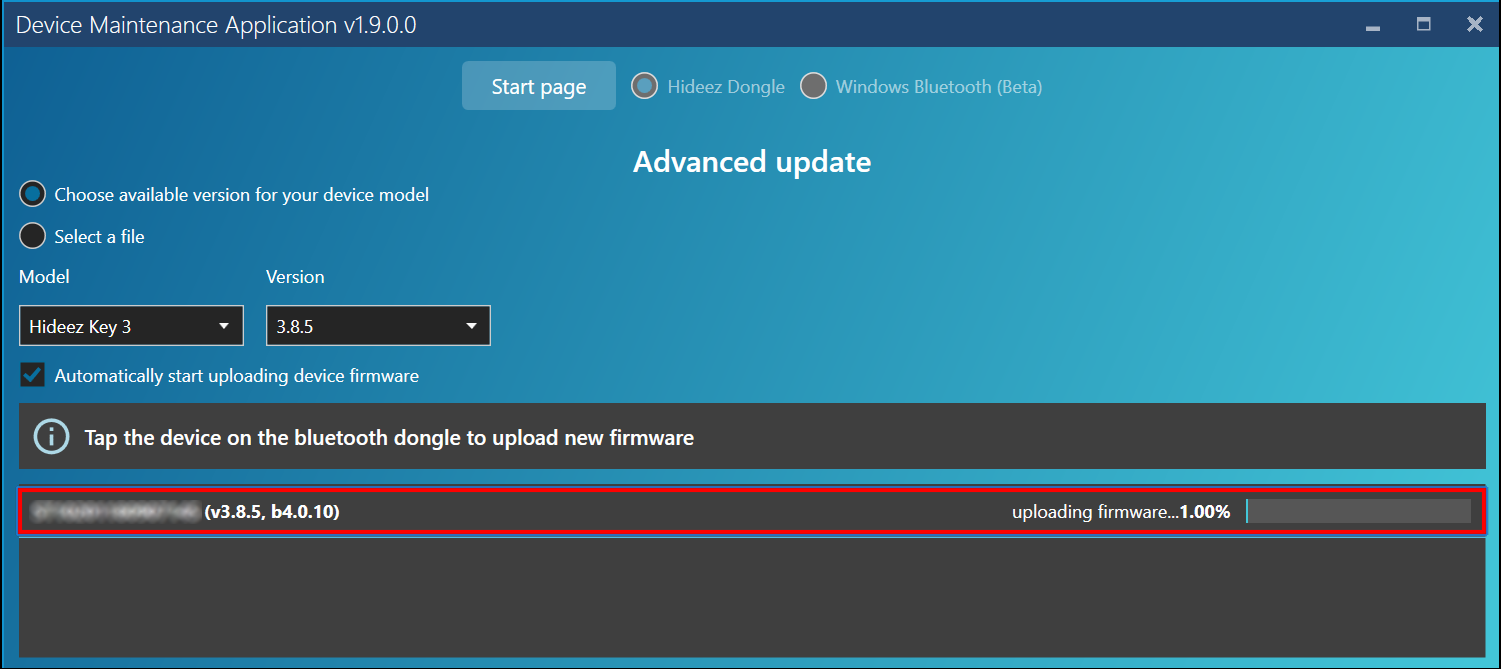 Device Maintenance Application v1.9.0.0
Start page Hideez Dongle Windows Bluetooth (Beta)
Advanced update
Choose available version for your device model
Select a file
Model Version
Hideez Key 3 3.8.5
Automatically start uploading device firmware
Tap the device on the bluetooth dongle to upload new firmware
(v3.8.5, b4.0.10) uploading firmware...1.00%